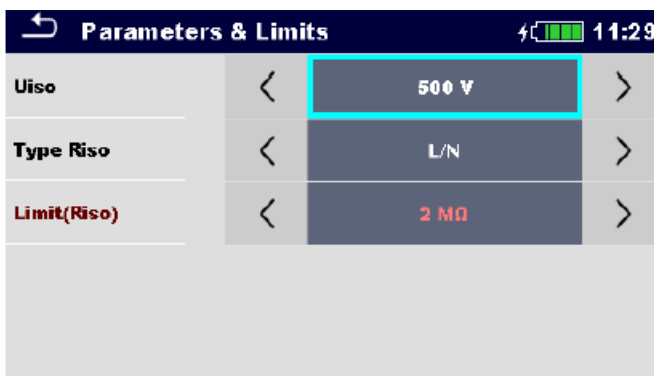 Parameters & Limits 11:29
Uiso 500 V
Type Riso L/N
Limit(Riso) 2 MΩ